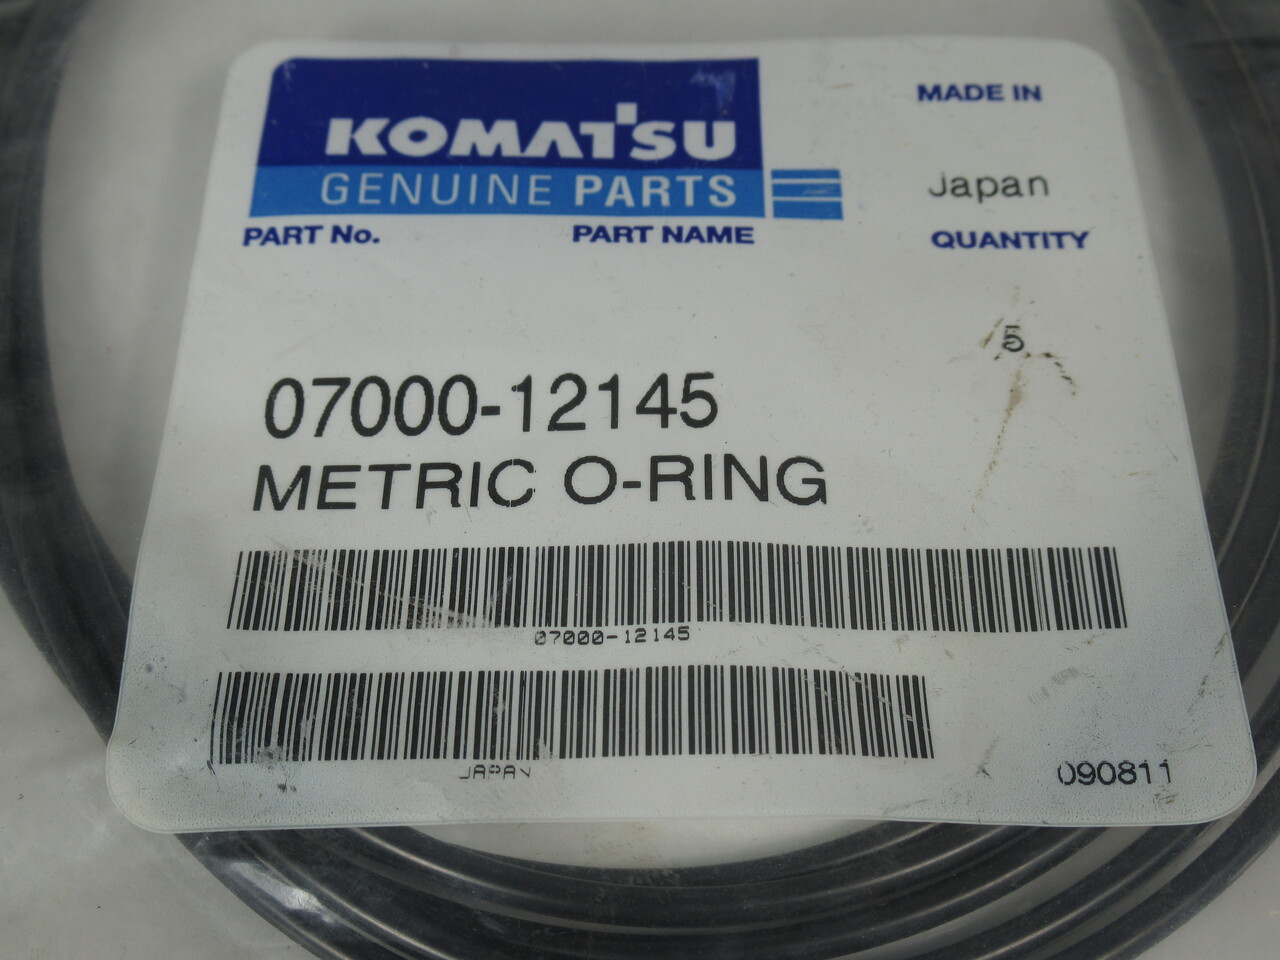 KOMATSU
GENUINE PARTS
MADE IN
Japan
PART No.
PART NAME
QUANTITY
5
07000-12145
METRIC O-RING
07000-12145
JAPAN
090811